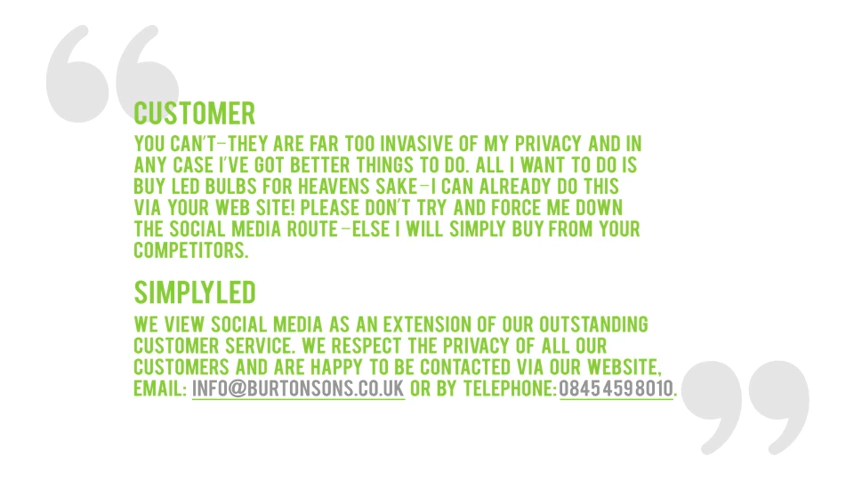 CUSTOMER
YOU CAN'T-THEY ARE FAR TOO INVASIVE OF MY PRIVACY AND IN
ANY CASE I'VE GOT BETTER THINGS TO DO. ALL I WANT TO DO IS
BUY LED BULBS FOR HEAVENS SAKE-I CAN ALREADY DO THIS
VIA YOUR WEB SITE! PLEASE DON'T TRY AND FORCE ME DOWN
THE SOCIAL MEDIA ROUTE-ELSE I WILL SIMPLY BUY FROM YOUR
COMPETITORS.
SIMPLYLED
WE VIEW SOCIAL MEDIA AS AN EXTENSION OF OUR OUTSTANDING
CUSTOMER SERVICE. WE RESPECT THE PRIVACY OF ALL OUR
CUSTOMERS AND ARE HAPPY TO BE CONTACTED VIA OUR WEBSITE,
EMAIL: INFO@BURTONSONS.CO.UK OR BY TELEPHONE:08454598010.